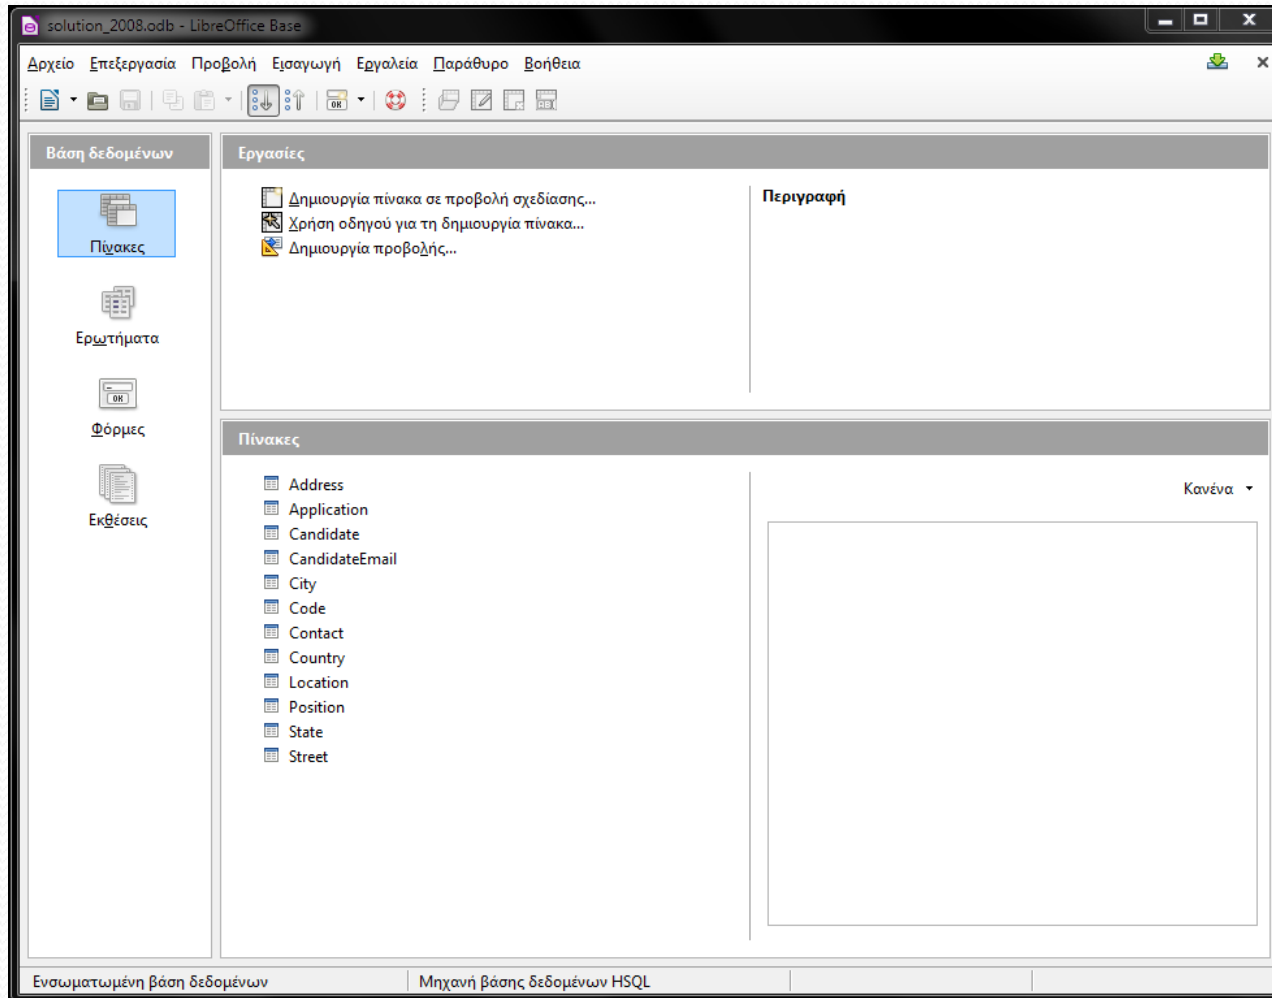 solution_2008.odb - LibreOffice Base
Αρχείο Επεξεργασία Προβολή Εισαγωγή Εργαλεία Παράθυρο Βοήθεια
Βάση δεδομένων
Πίνακες
Ερωτήματα
Φόρμες
Εκθέσεις
Εργασίες
Δημιουργία πίνακα σε προβολή σχεδίασης...
Χρήση οδηγού για τη δημιουργία πίνακα...
Δημιουργία προβολής...
Περιγραφή
Πίνακες
Address
Application
Candidate
CandidateEmail
City
Code
Contact
Country
Location
Position
State
Street
Κανένα
Ενσωματωμένη βάση δεδομένων
Μηχανή βάσης δεδομένων HSQL